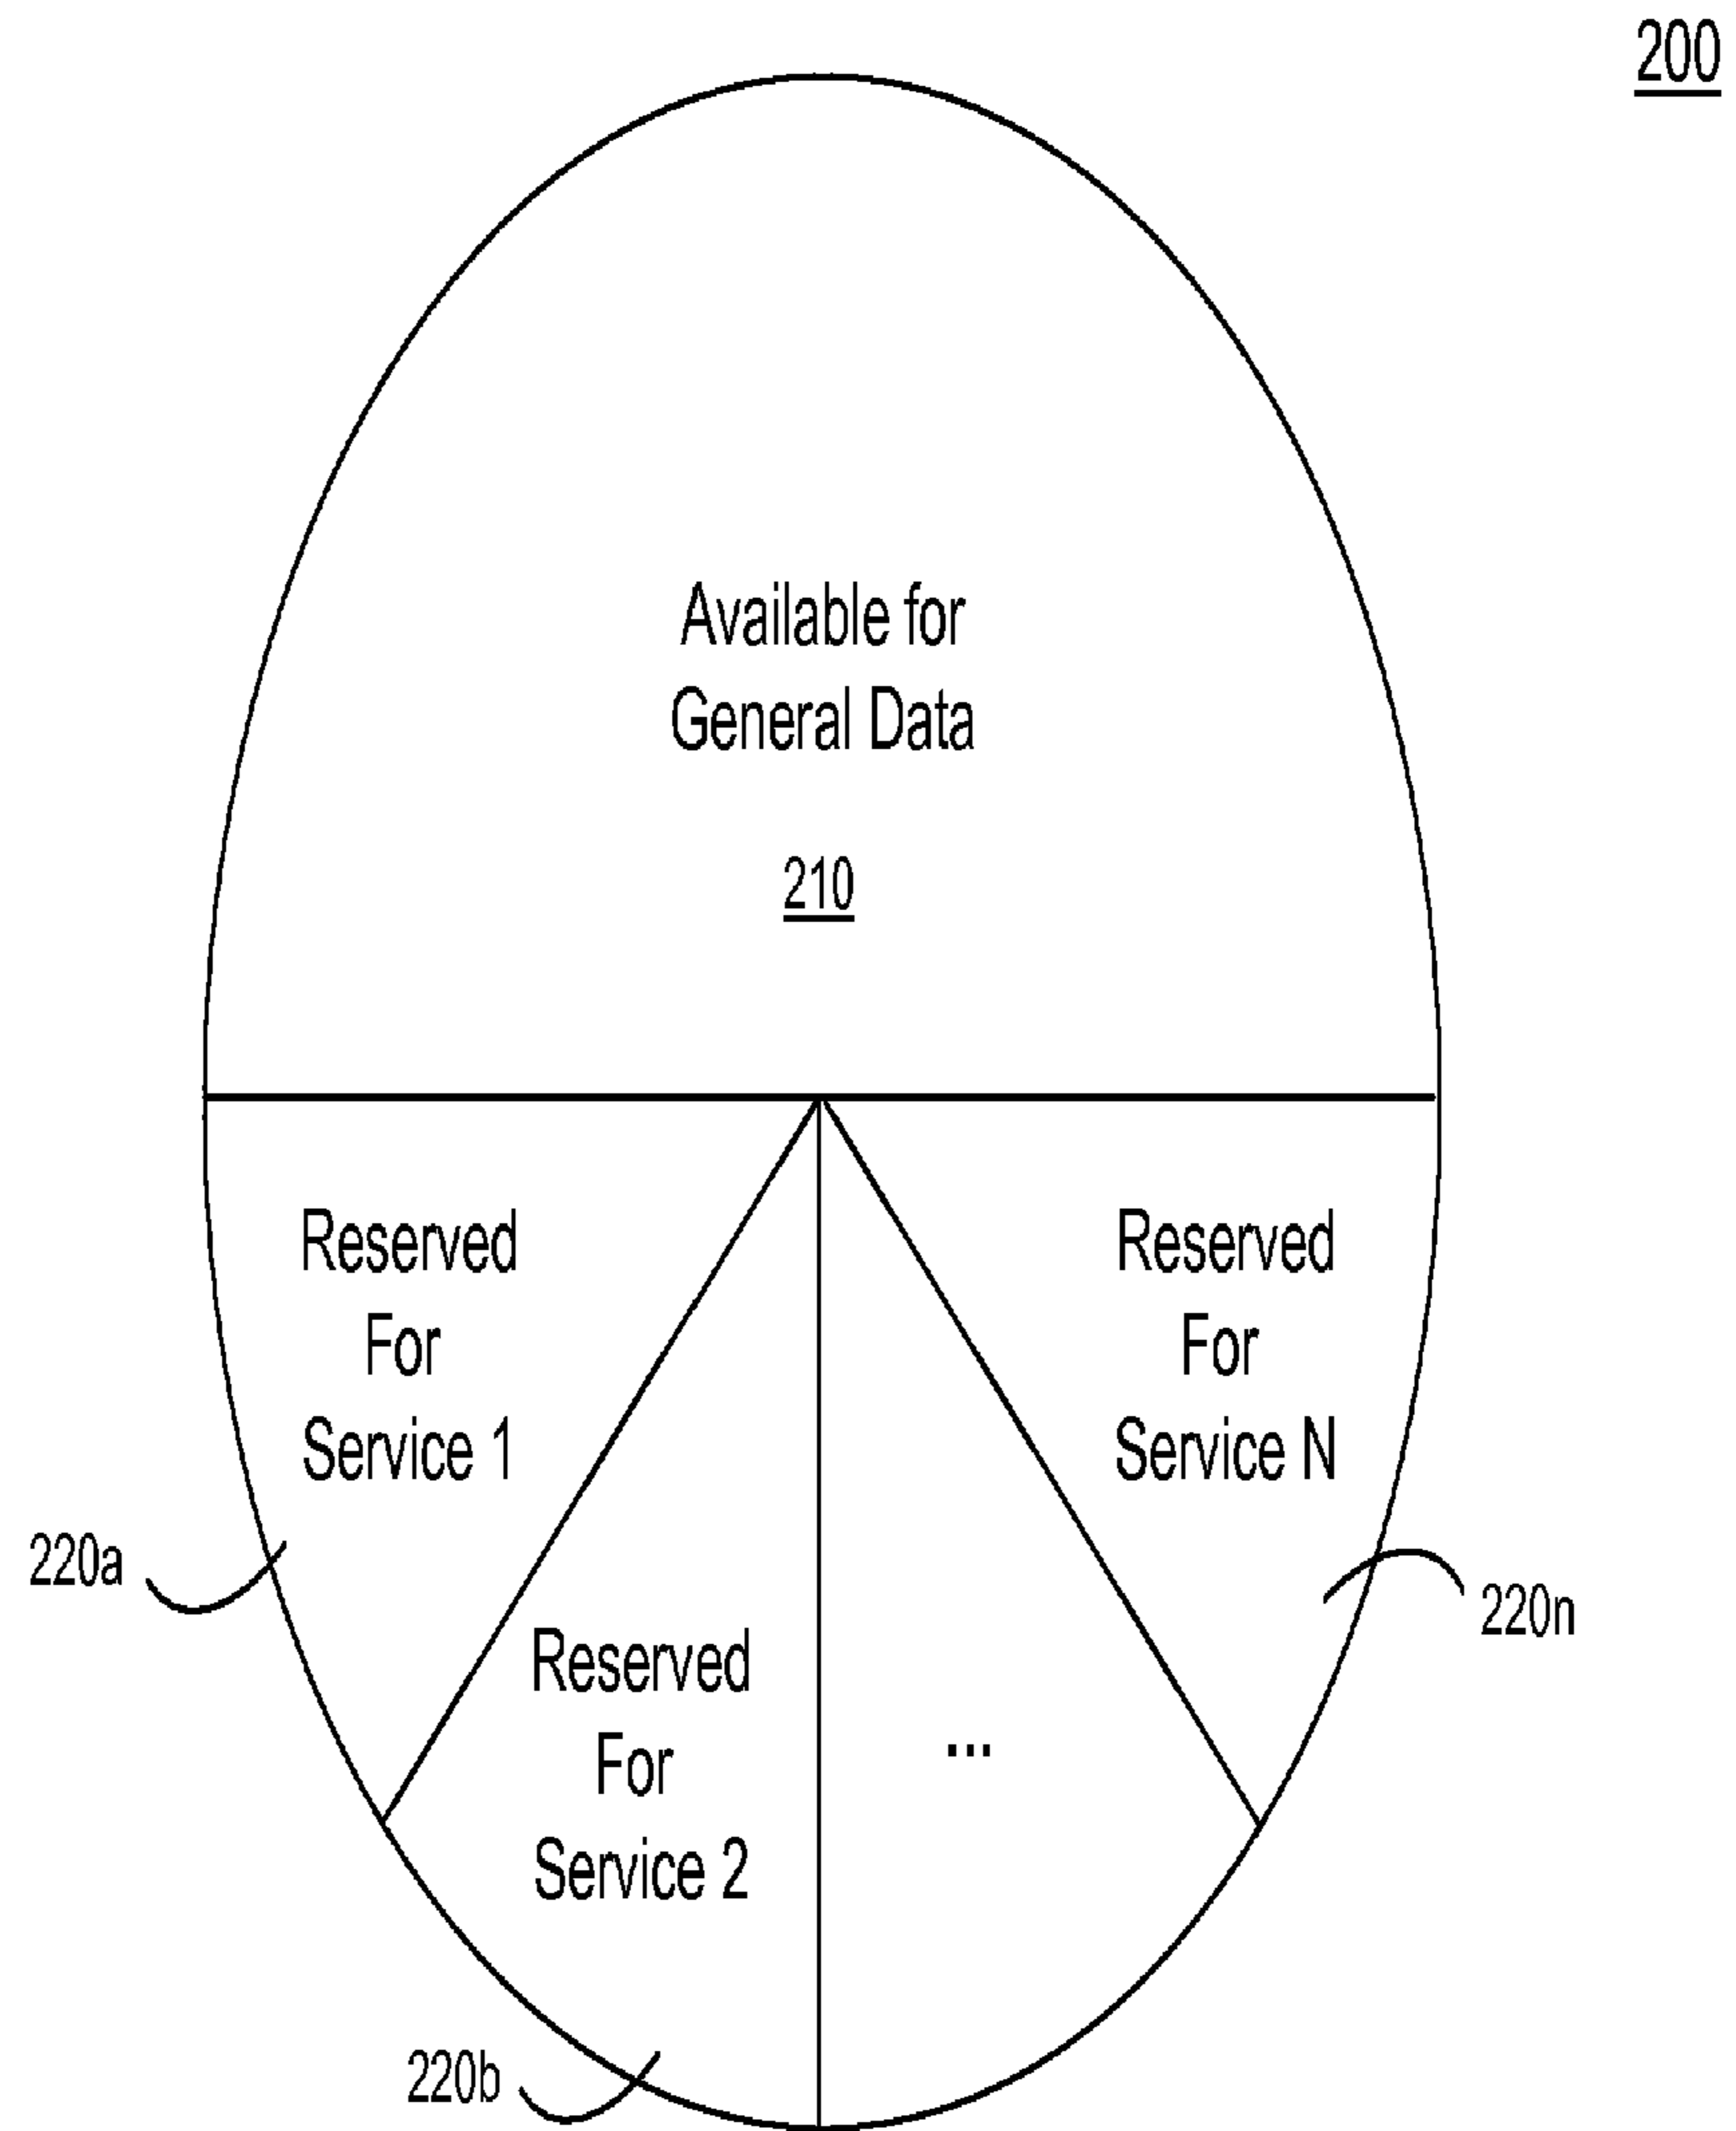 200
Available for
General Data
210
Reserved
For
Service 1
Reserved
For
Service N
220a
220n
Reserved
For
Service 2
...
220b